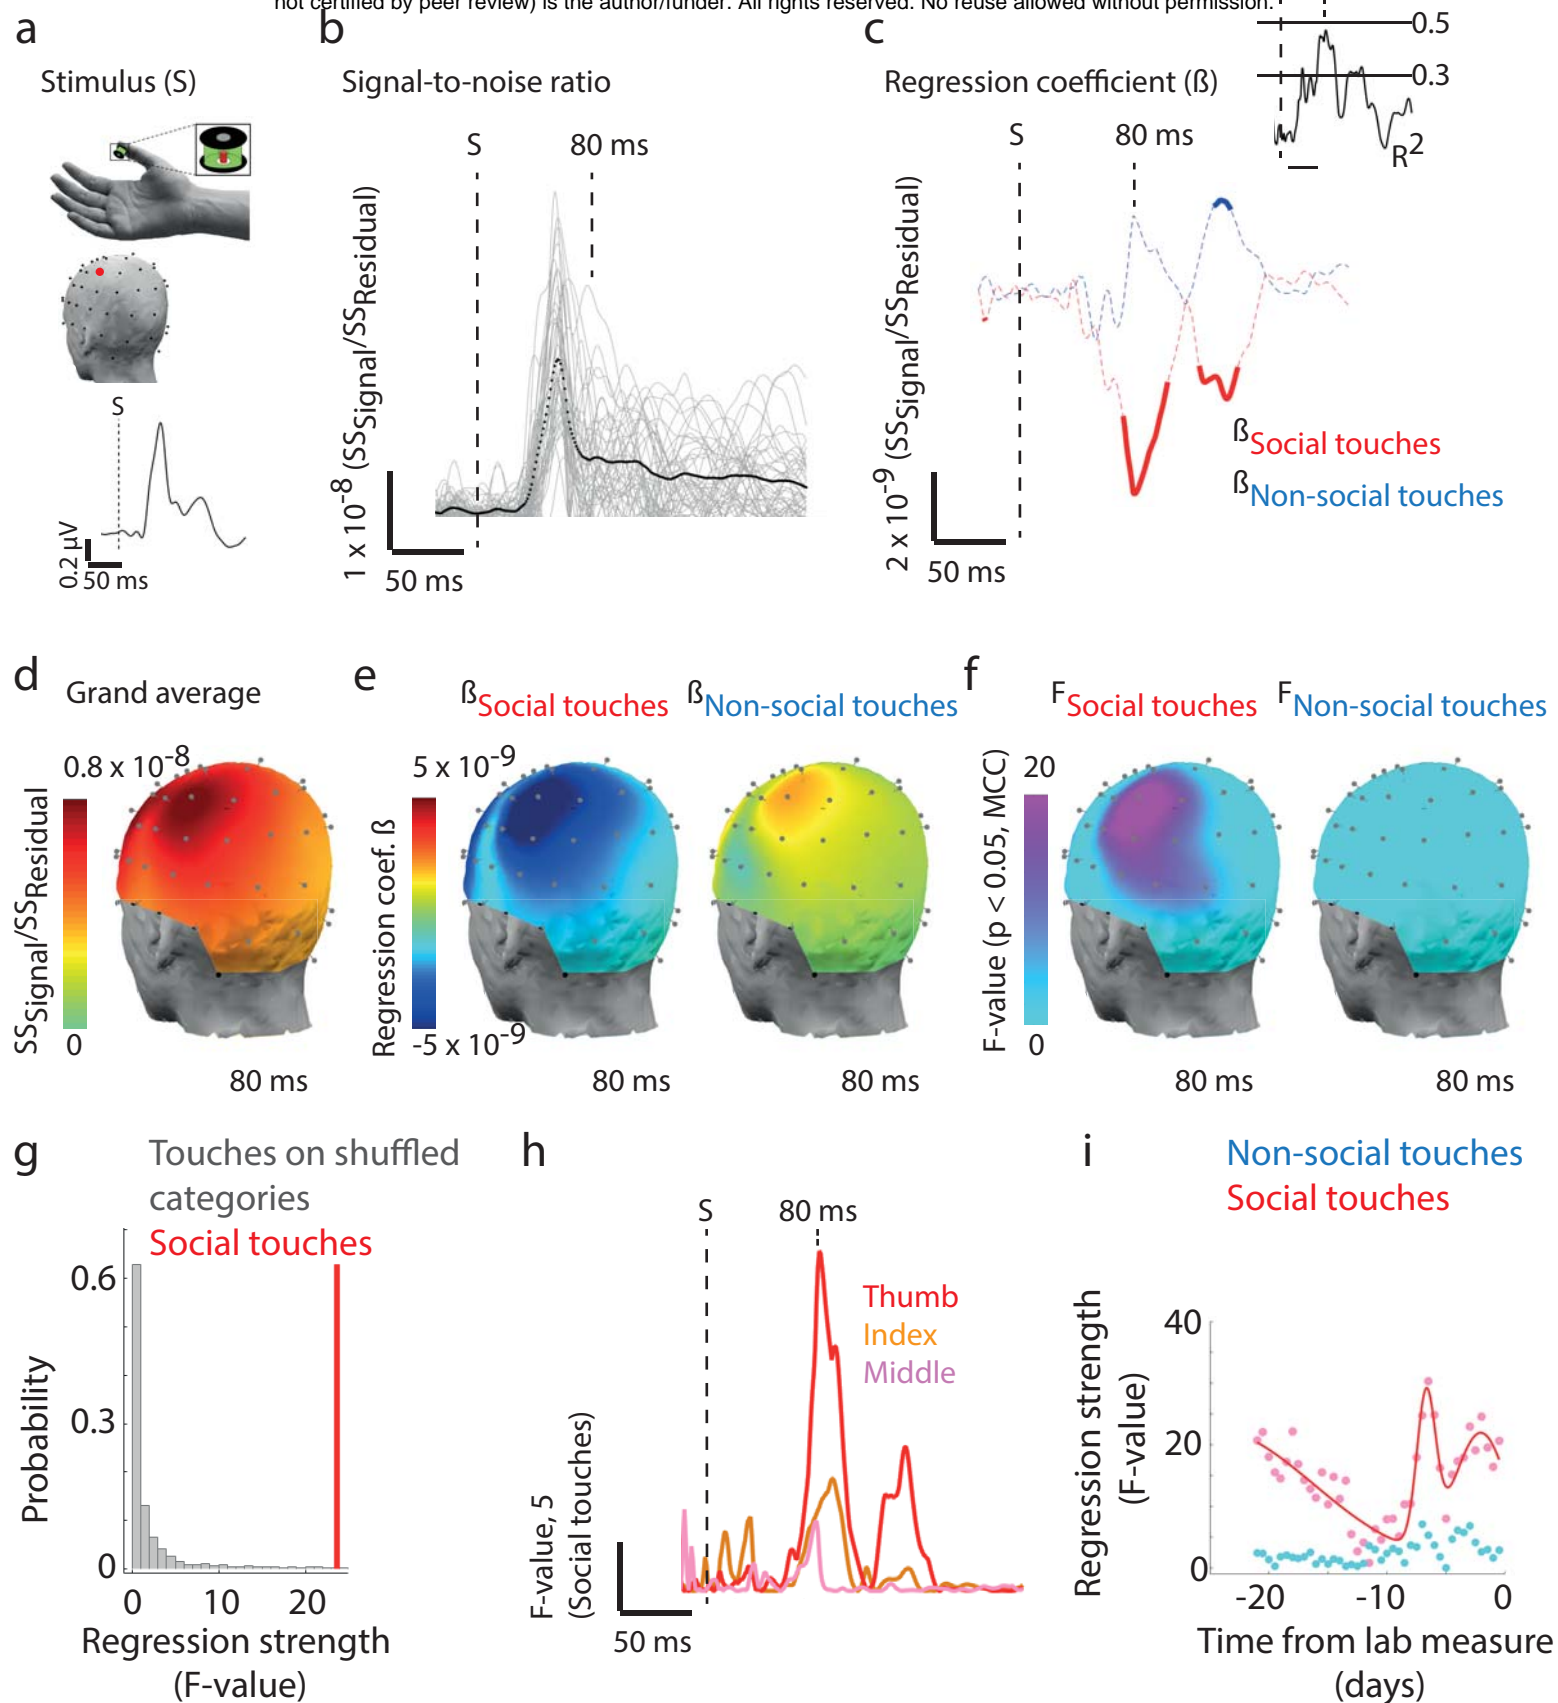 not certified by peer review) is the author/funder. All rights reserved. No reuse allowed without permission.
a
Stimulus (S)
S
0.2 µV
50 ms
b
Signal-to-noise ratio
S
80 ms
1 x 10-8 (SSSignal/SSResidual)
50 ms
c
Regression coefficient (ß)
0.5
0.3
R2
S
80 ms
2 x 10-9 (SSSignal/SSResidual)
50 ms
ßSocial touches
ßNon-social touches
d
Grand average
0.8 x 10-8
SSSignal/SSResidual
0
80 ms
e
ßSocial touches
ßNon-social touches
5 x 10-9
Regression coef. ß
-5 x 10-9
80 ms
80 ms
f
FSocial touches
FNon-social touches
20
F-value (p < 0.05, MCC)
0
80 ms
80 ms
g
Touches on shuffled
categories
Social touches
0.6
0.3
0
Probability
0
10
20
Regression strength
(F-value)
h
S
80 ms
Thumb
Index
Middle
F-value, 5
(Social touches)
50 ms
i
Non-social touches
Social touches
Regression strength
(F-value)
40
20
0
-20
-10
0
Time from lab measure
(days)